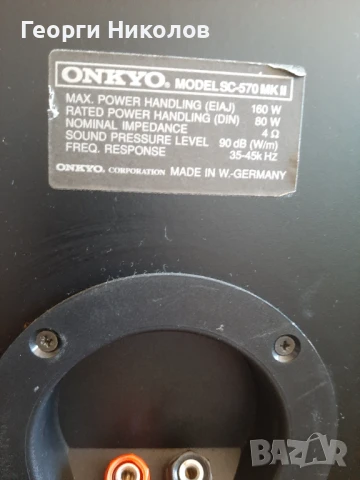 Георги Николов
ONKYO® MODEL SC-570 MK II
MAX. POWER HANDLING (EIAJ) 160 W
RATED POWER HANDLING (DIN) 80 W
NOMINAL IMPEDANCE 4 Ω
SOUND PRESSURE LEVEL 90 dB (W/m)
FREQ. RESPONSE 35-45k Hz
ONKYO. CORPORATION MADE IN W.-GERMANY
BAZAR